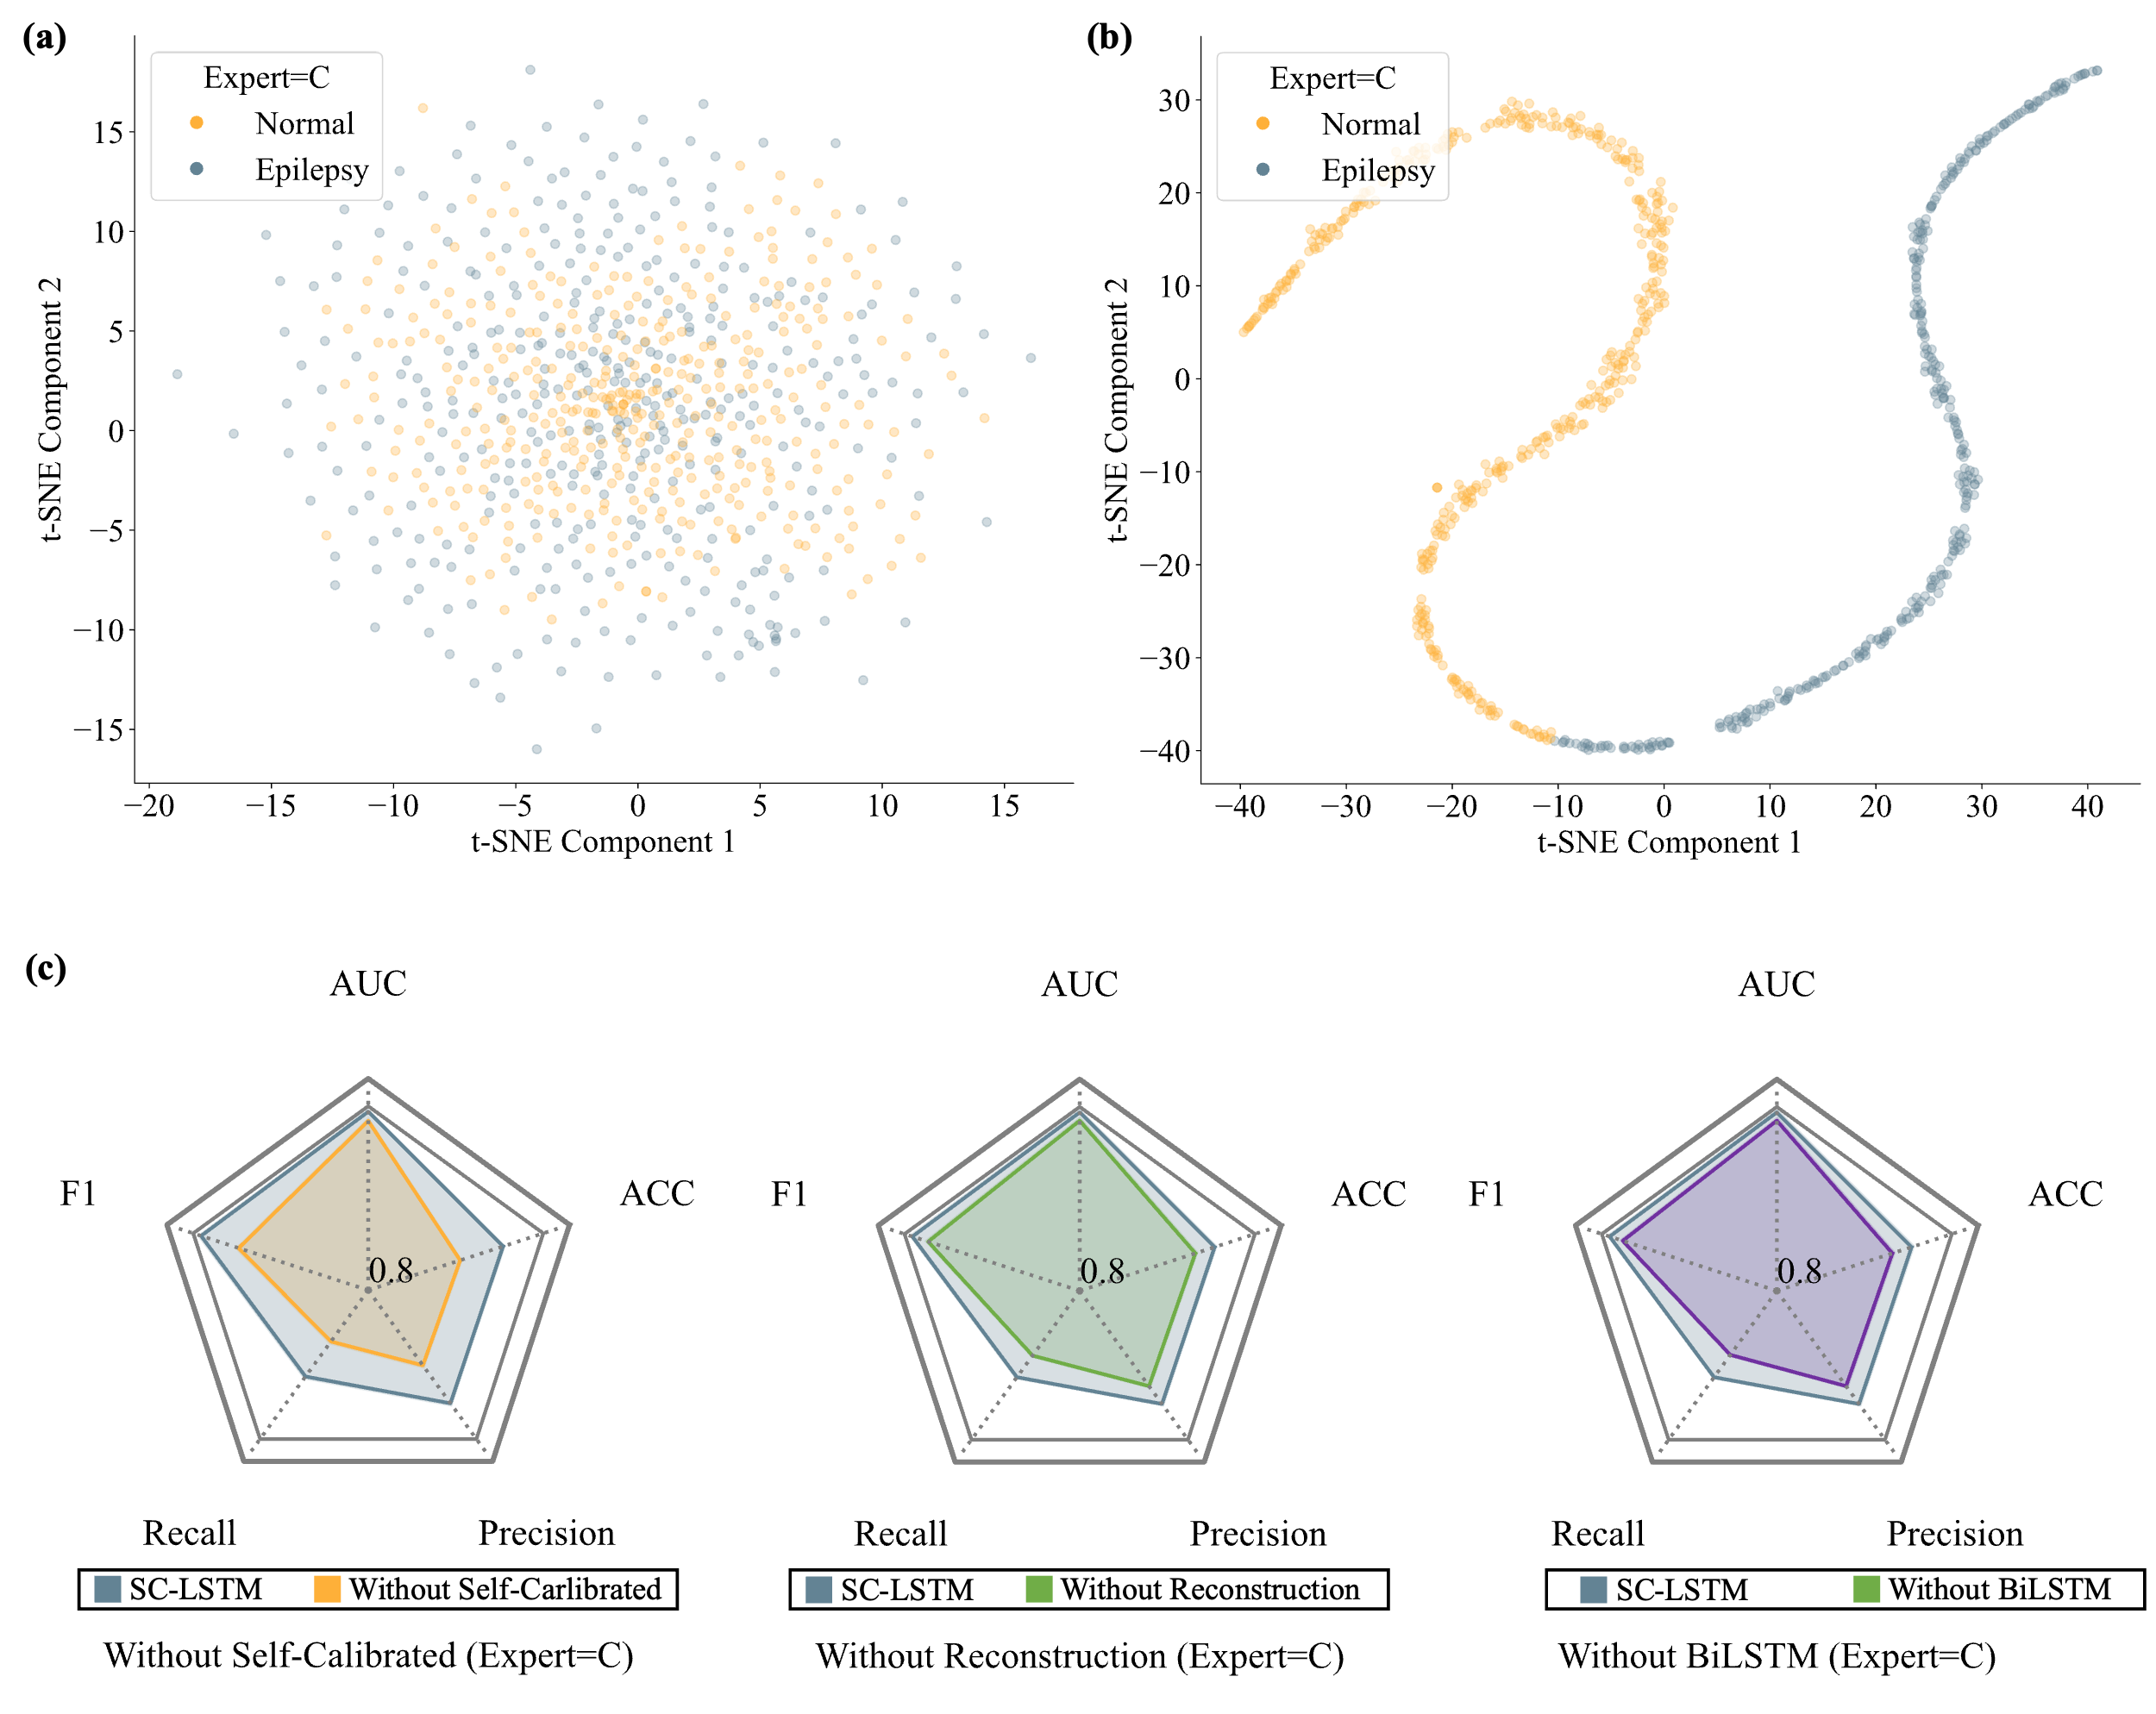 (a)
Expert=C
Normal
Epilepsy
15
10
5
0
−5
−10
−15
t-SNE Component 2
−20 −15 −10 −5 0 5 10 15
t-SNE Component 1
(b)
Expert=C
Normal
Epilepsy
30
20
10
0
−10
−20
−30
−40
t-SNE Component 2
−40 −30 −20 −10 0 10 20 30 40
t-SNE Component 1
(c)
AUC
F1
ACC
0.8
Recall
Precision
SC-LSTM
Without Self-Carlibrated
Without Self-Calibrated (Expert=C)
AUC
F1
ACC
0.8
Recall
Precision
SC-LSTM
Without Reconstruction
Without Reconstruction (Expert=C)
AUC
F1
ACC
0.8
Recall
Precision
SC-LSTM
Without BiLSTM
Without BiLSTM (Expert=C)